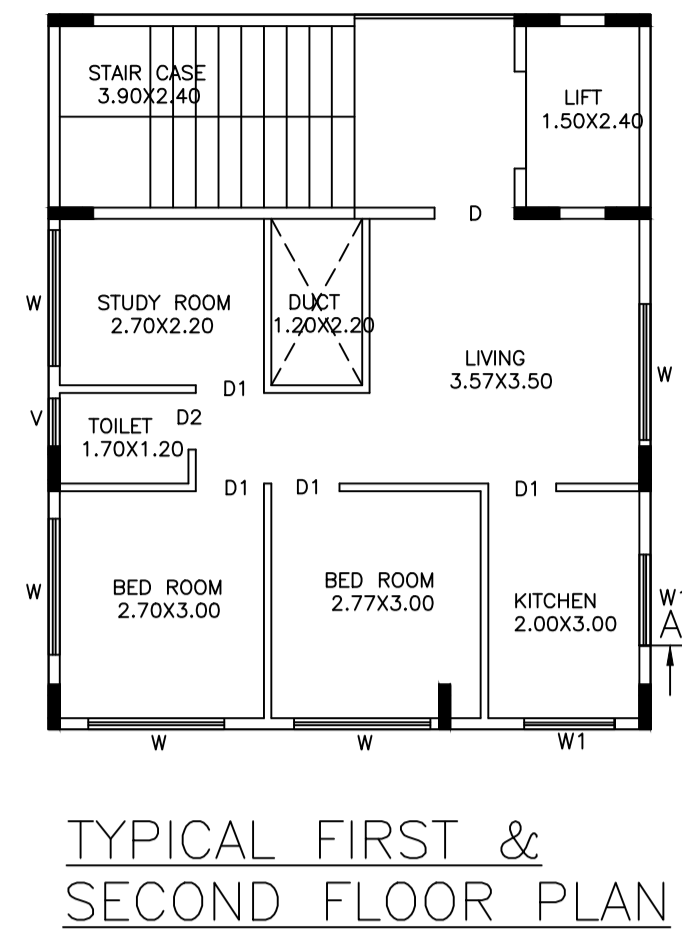 STAIR CASE
3.90X2.40
LIFT
1.50X2.40
D
W
STUDY ROOM
2.70X2.20
DUCT
1.20X2.20
LIVING
3.57X3.50
W
D1
V
TOILET
1.70X1.20
D2
D1
D1
D1
W
BED ROOM
2.70X3.00
BED ROOM
2.77X3.00
KITCHEN
2.00X3.00
W1
A
W
W
W1
TYPICAL FIRST &
SECOND FLOOR PLAN